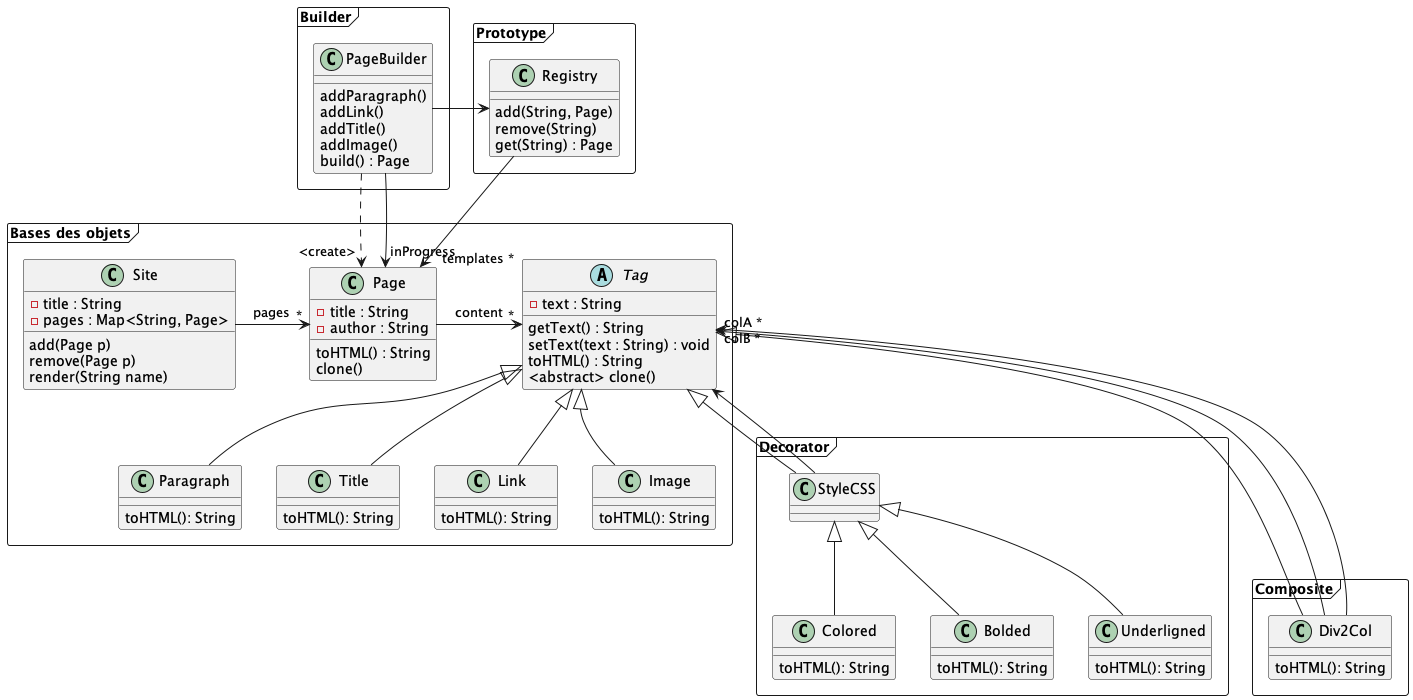 Builder
C PageBuilder
addParagraph()
addLink()
addTitle()
addImage()
build() : Page
Prototype
C Registry
add(String, Page)
remove(String)
get(String) : Page
Bases des objets
<create>
inProgress
templates *
C Site
title : String
pages : Map<String, Page>
add(Page p)
remove(Page p)
render(String name)
pages *
C Page
title : String
author : String
toHTML() : String
clone()
content *
A Tag
text : String
getText() : String
setText(text : String) : void
toHTML() : String
<abstract> clone()
colA *
colB *
C Paragraph
toHTML(): String
C Title
toHTML(): String
C Link
toHTML(): String
C Image
toHTML(): String
Decorator
C StyleCSS
C Colored
toHTML(): String
C Bolded
toHTML(): String
C Underligned
toHTML(): String
Composite
C Div2Col
toHTML(): String